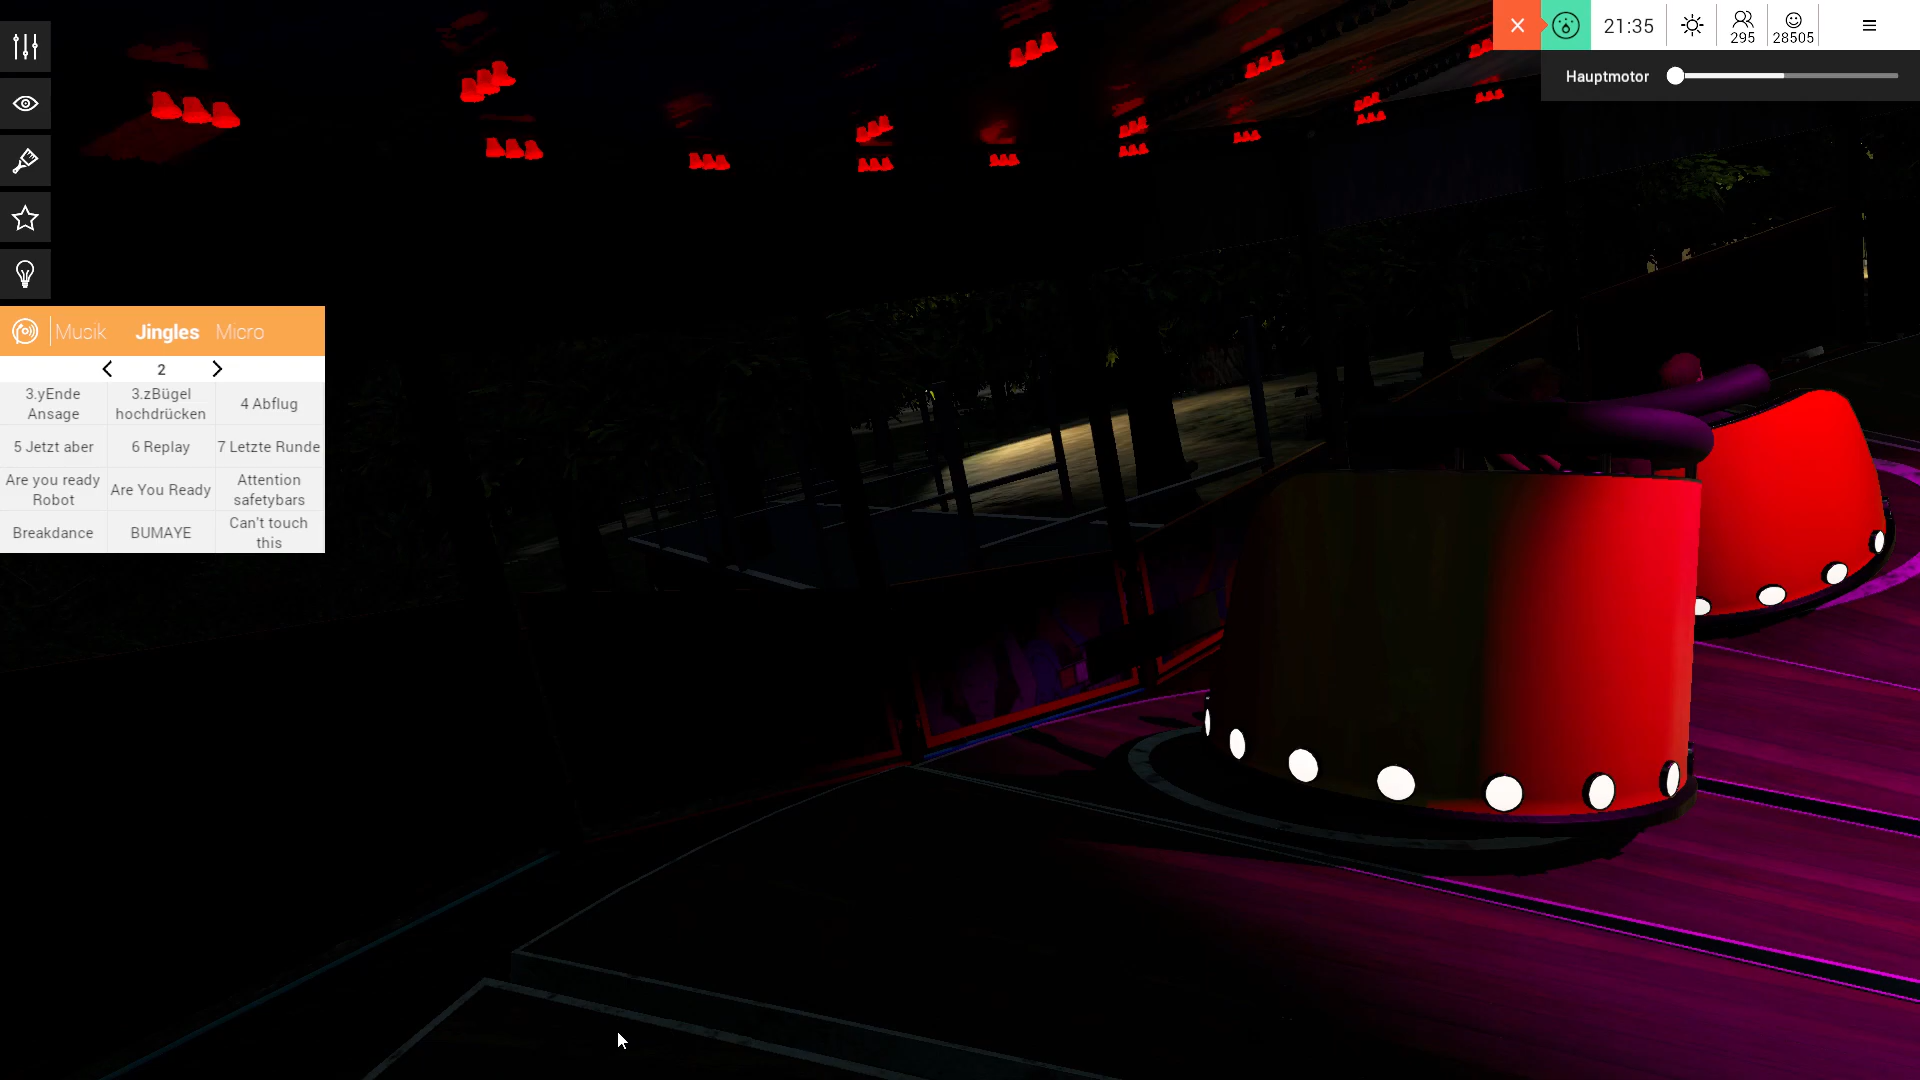 21:35
295
28505
Hauptmotor
Musik Jingles Micro
2
3.yEnde Ansage
3.zBügel hochdrücken
4 Abflug
5 Jetzt aber
6 Replay
7 Letzte Runde
Are you ready Robot
Are You Ready
Attention safetybars
Breakdance
BUMAYE
Can't touch this